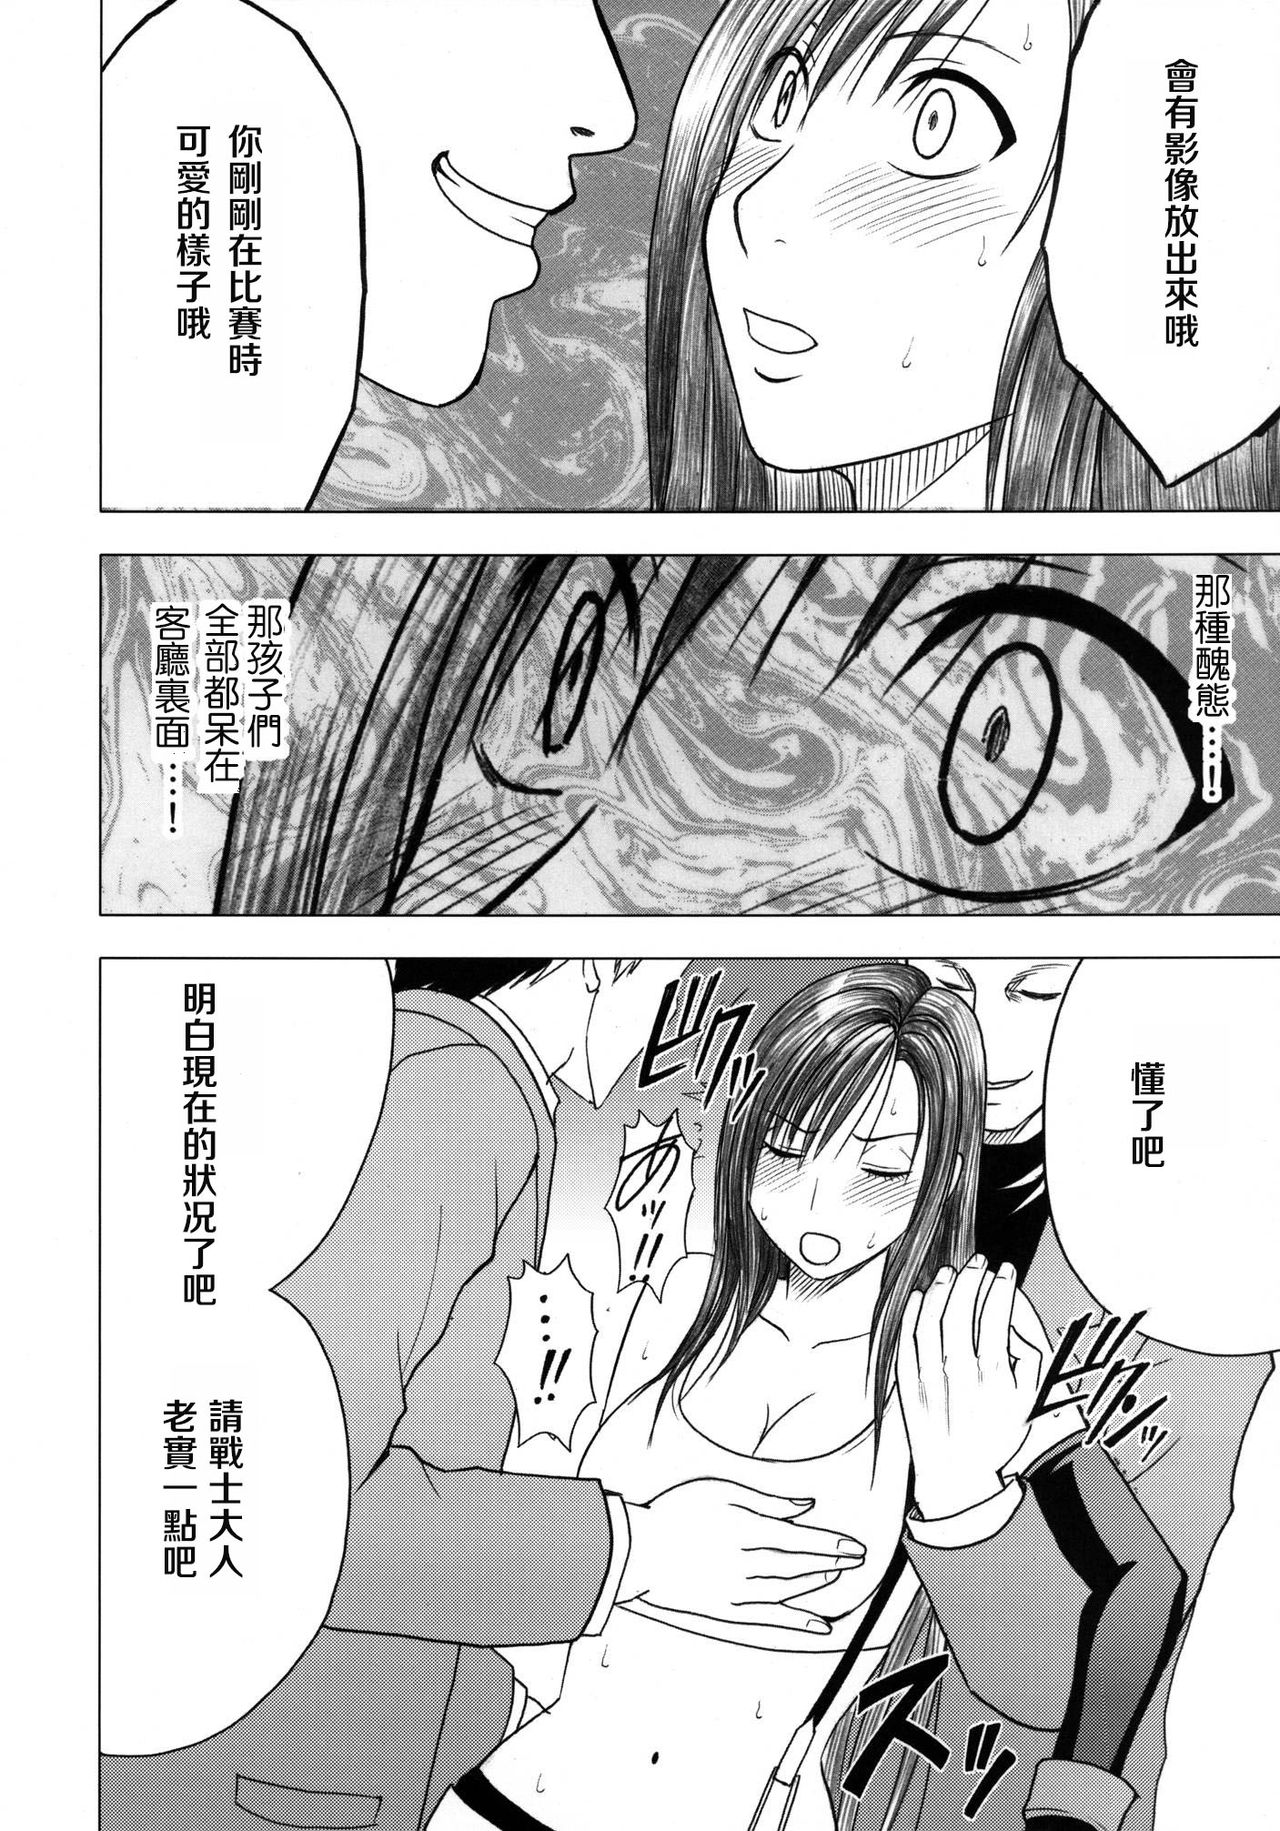 會有影像放出來哦
你剛剛在比賽時
可愛的樣子哦
那種醜態……!!
那孩子們
全部都呆在
客廳裏面……!
懂了吧
ビクッ
あっ…!!
…!!
ビクンッ
明白現在的狀況了吧
請戰士大人
老實一點吧
スッ